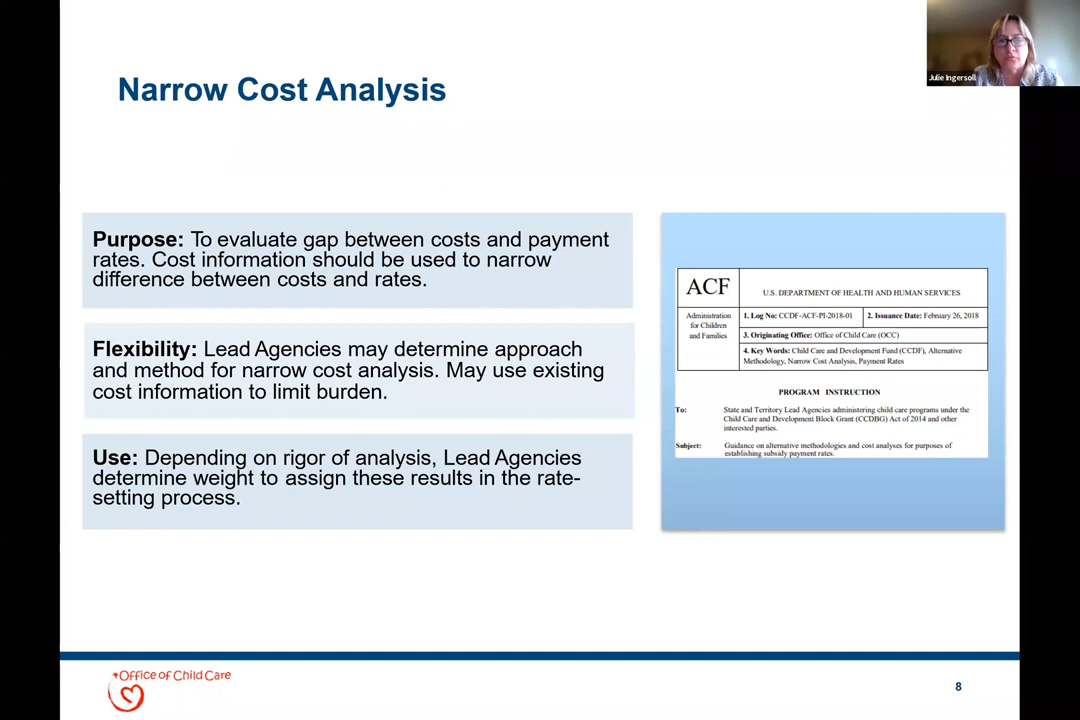 Julie Ingersoll
Narrow Cost Analysis
Purpose: To evaluate gap between costs and payment
rates. Cost information should be used to narrow
difference between costs and rates.
Flexibility: Lead Agencies may determine approach
and method for narrow cost analysis. May use existing
cost information to limit burden.
Use: Depending on rigor of analysis, Lead Agencies
determine weight to assign these results in the rate-
setting process.
ACF
U.S. DEPARTMENT OF HEALTH AND HUMAN SERVICES
Administration
for Children
and Families
1. Log No: CCDF-ACF-PI-2018-01
2. Issuance Date: February 26, 2018
3. Originating Office: Office of Child Care (OCC)
4. Key Words: Child Care and Development Fund (CCDF), Alternative
Methodology, Narrow Cost Analysis, Payment Rates
PROGRAM INSTRUCTION
To:
State and Territory Lead Agencies administering child care programs under the
Child Care and Development Block Grant (CCDBG) Act of 2014 and other
interested parties.
Subject:
Guidance on alternative methodologies and cost analyses for purposes of
establishing subsidy payment rates.
Office of Child Care
8